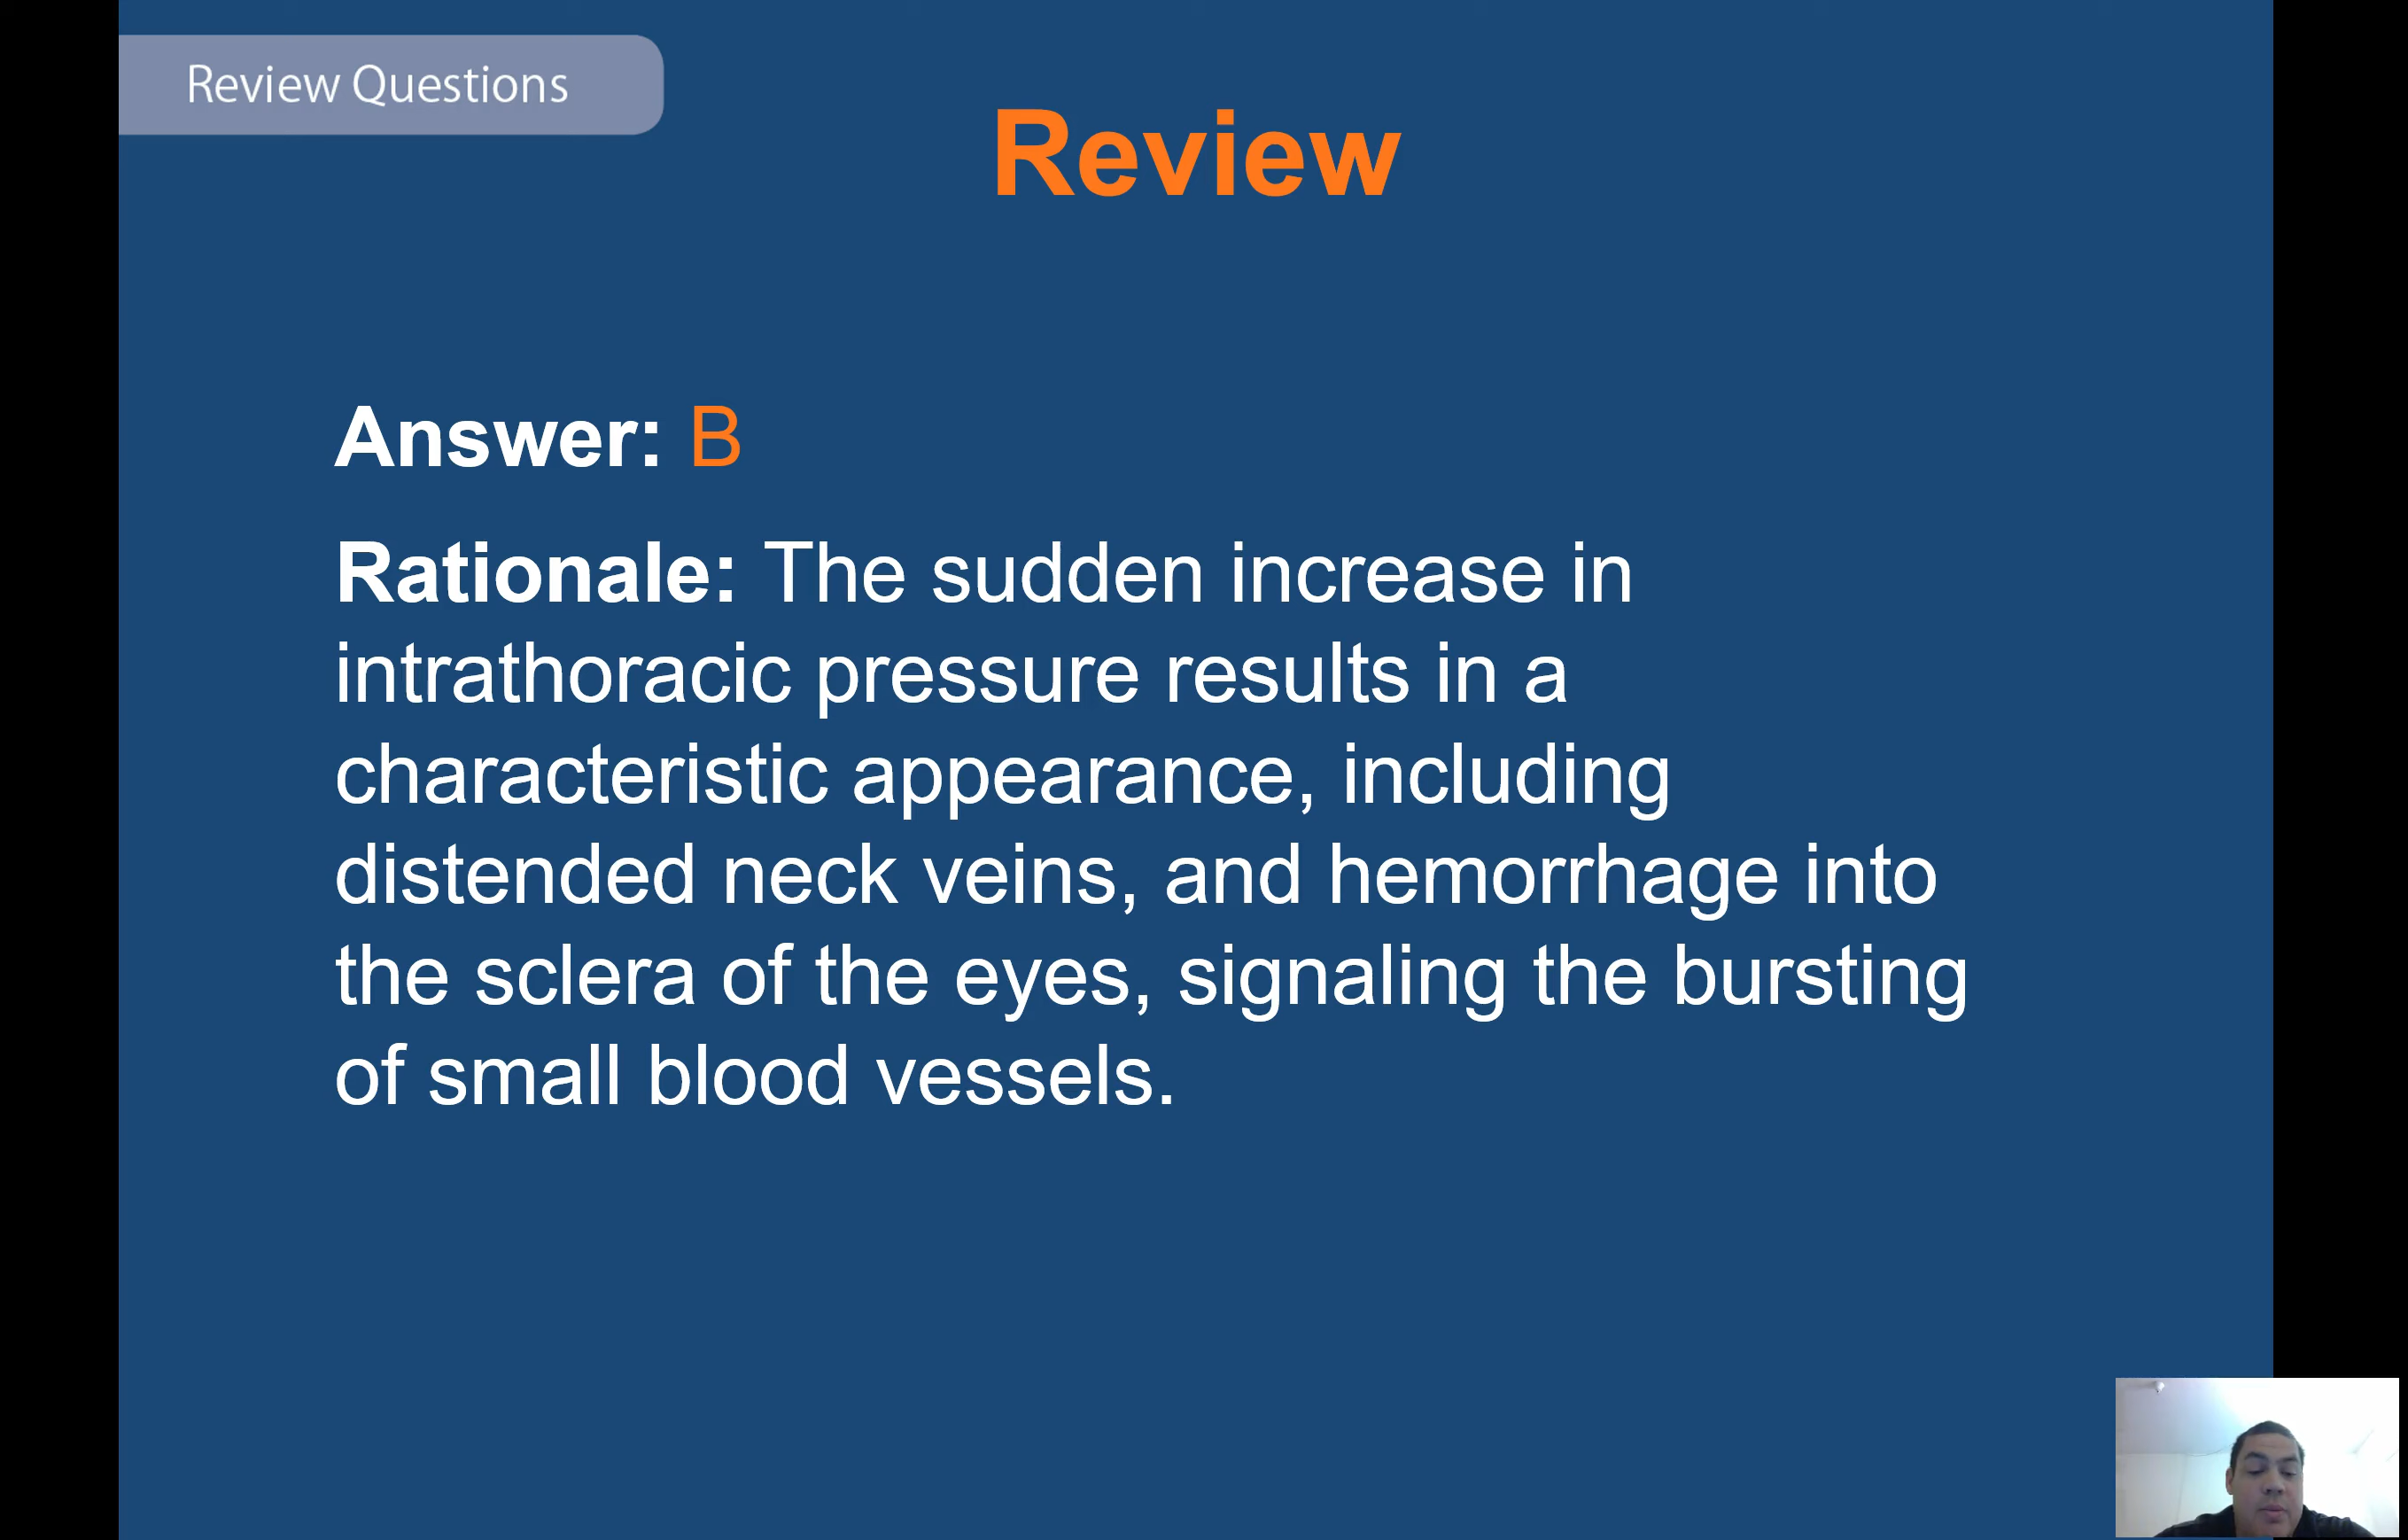 Review Questions
Review
Answer: B
Rationale: The sudden increase in
intrathoracic pressure results in a
characteristic appearance, including
distended neck veins, and hemorrhage into
the sclera of the eyes, signaling the bursting
of small blood vessels.